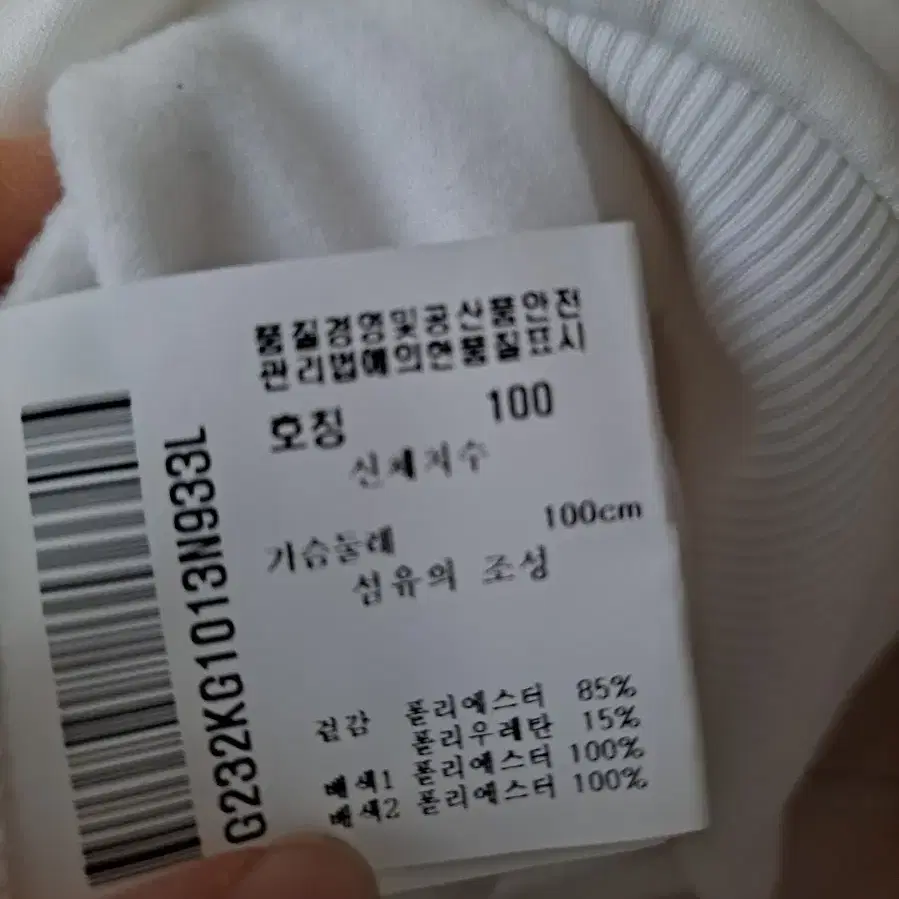 품질경영및공산품안전
관리법에의한품질표시
호칭 100
신체치수
가슴둘레 100cm
섬유의 조성
겉감 폴리에스터 85%
폴리우레탄 15%
배색1 폴리에스터 100%
배색2 폴리에스터 100%
G232KG1013N933L